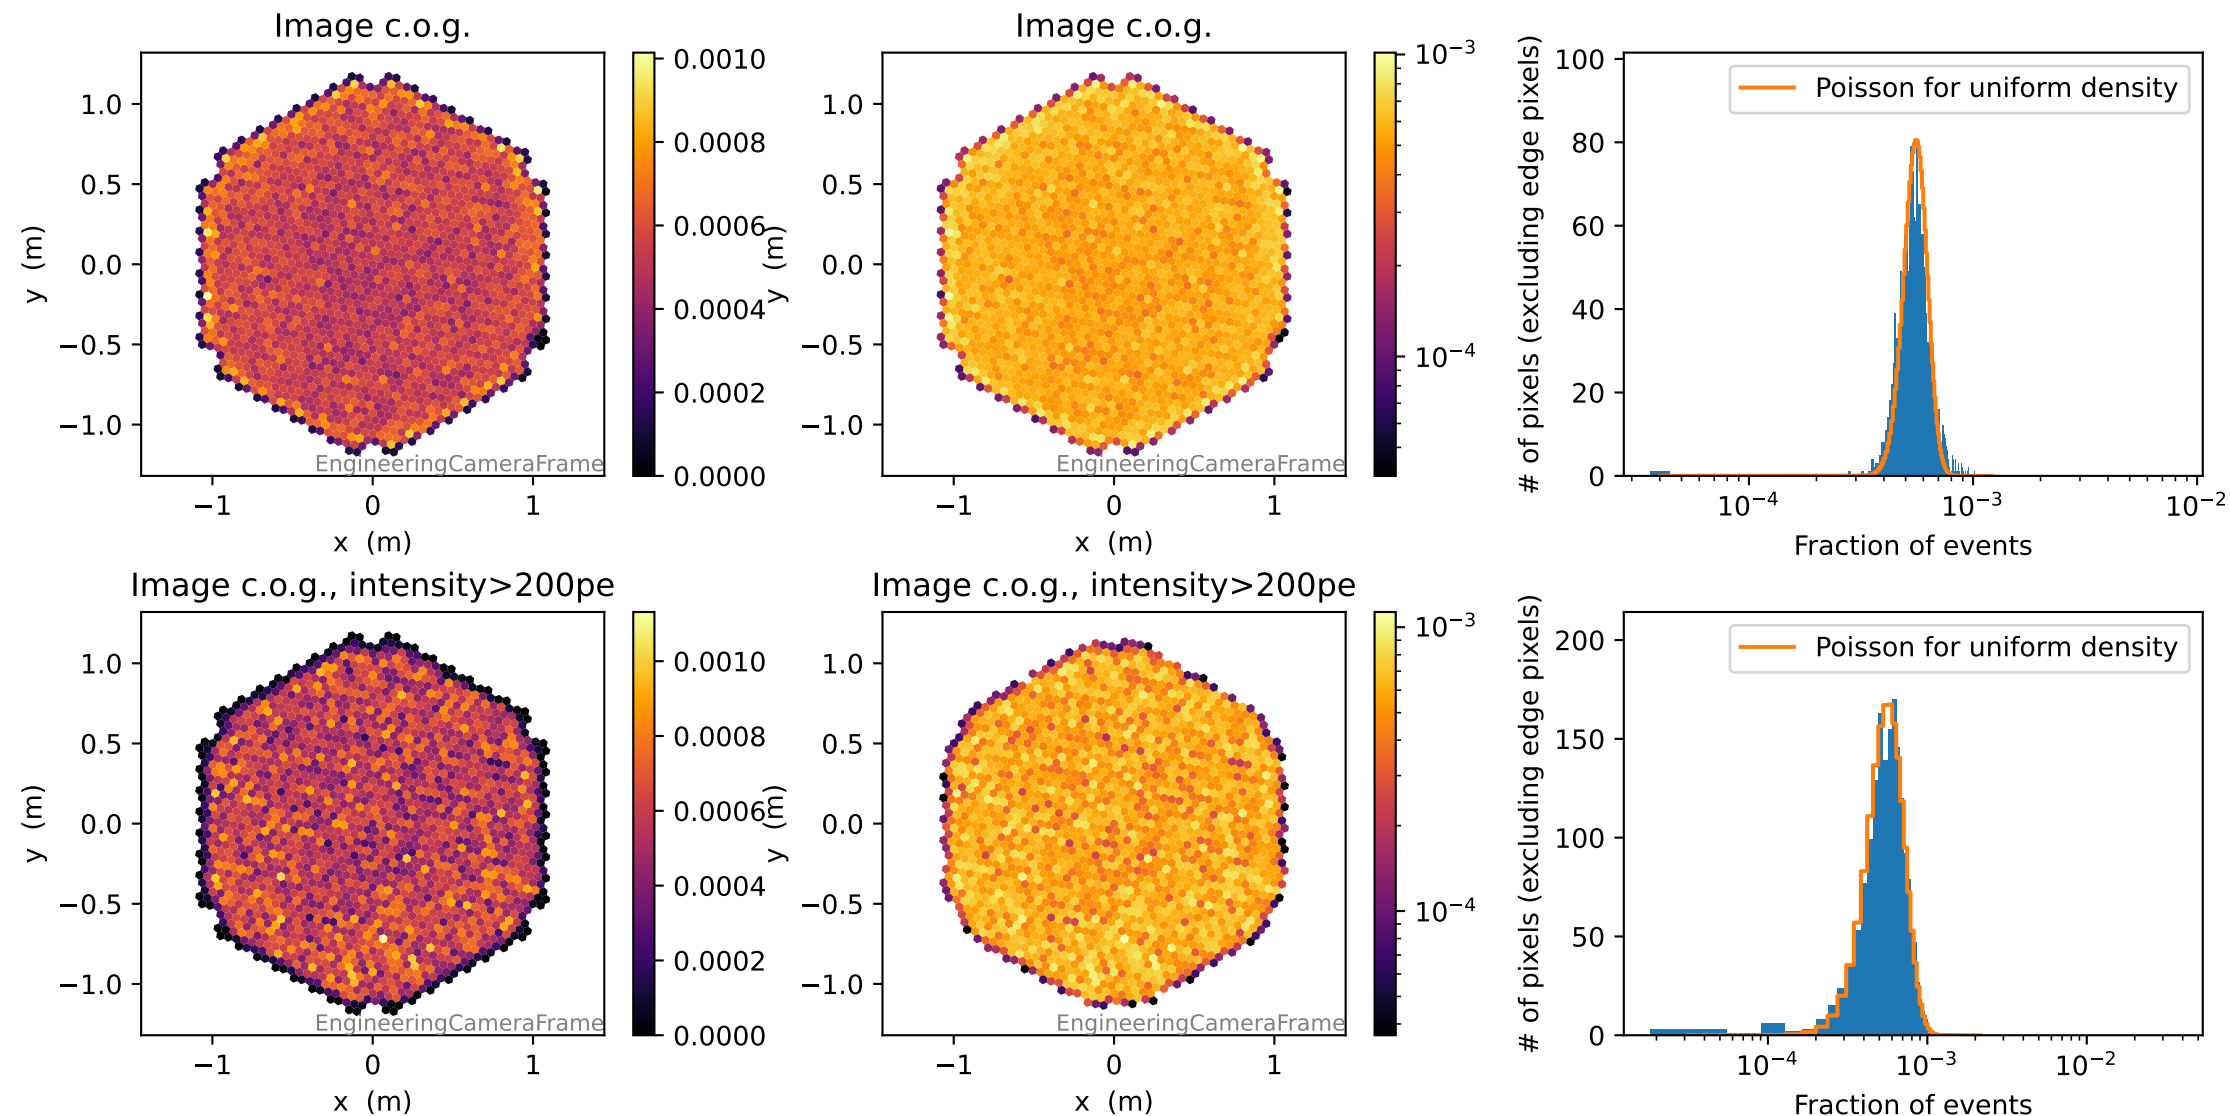 Image c.o.g.
1.0
0.5
0.0
−0.5
−1.0
y (m)
−1
0
1
x (m)
EngineeringCameraFrame
0.0010
0.0008
0.0006
0.0004
0.0002
0.0000
Image c.o.g.
1.0
0.5
0.0
−0.5
−1.0
y (m)
−1
0
1
x (m)
EngineeringCameraFrame
10⁻³
10⁻⁴
100
80
60
40
20
0
# of pixels (excluding edge pixels)
Poisson for uniform density
10⁻⁴
10⁻³
10⁻²
Fraction of events
Image c.o.g., intensity>200pe
1.0
0.5
0.0
−0.5
−1.0
y (m)
−1
0
1
x (m)
EngineeringCameraFrame
0.0010
0.0008
0.0006
0.0004
0.0002
0.0000
Image c.o.g., intensity>200pe
1.0
0.5
0.0
−0.5
−1.0
y (m)
−1
0
1
x (m)
EngineeringCameraFrame
10⁻³
10⁻⁴
200
150
100
50
0
# of pixels (excluding edge pixels)
Poisson for uniform density
10⁻⁴
10⁻³
10⁻²
Fraction of events